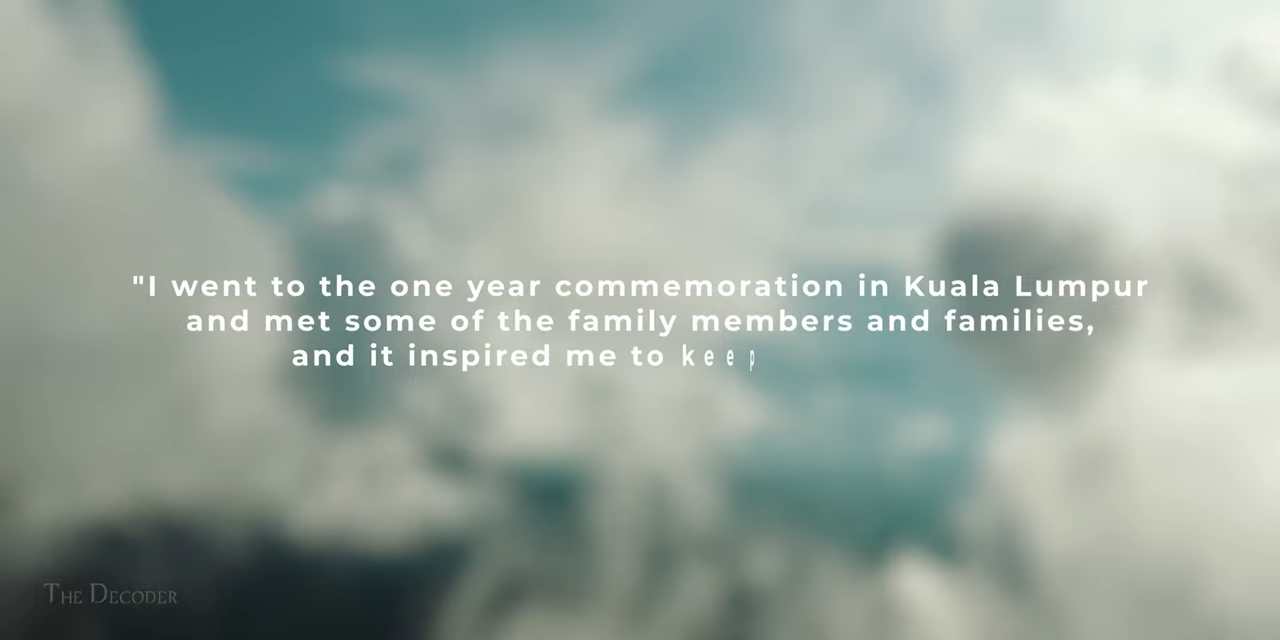 "I went to the one year commemoration in Kuala Lumpur
and met some of the family members and families,
and it inspired me to keep
THE DECODER